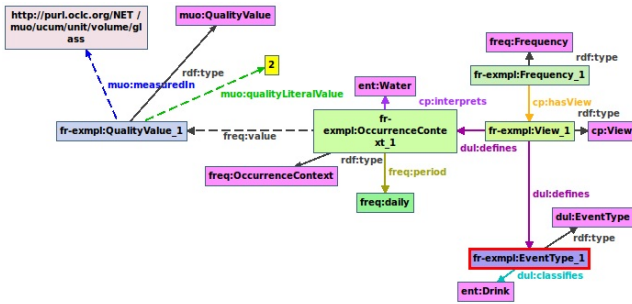 http://purl.oclc.org/NET /
muo/ucum/unit/volume/gl
ass
muo:QualityValue
freq:Frequency
rdf:type
2
rdf:type
fr-exmpl:Frequency_1
muo:measuredIn
ent:Water
muo:qualityLiteralValue
cp:interprets
cp:hasView
fr-exmpl:QualityValue_1
freq:value
fr-
exmpl:OccurrenceConte
xt_1
dul:defines
fr-exmpl:View_1
rdf:type
cp:View
rdf:type
freq:OccurrenceContext
freq:period
dul:defines
freq:daily
dul:EventType
rdf:type
fr-exmpl:EventType_1
dul:classifies
ent:Drink